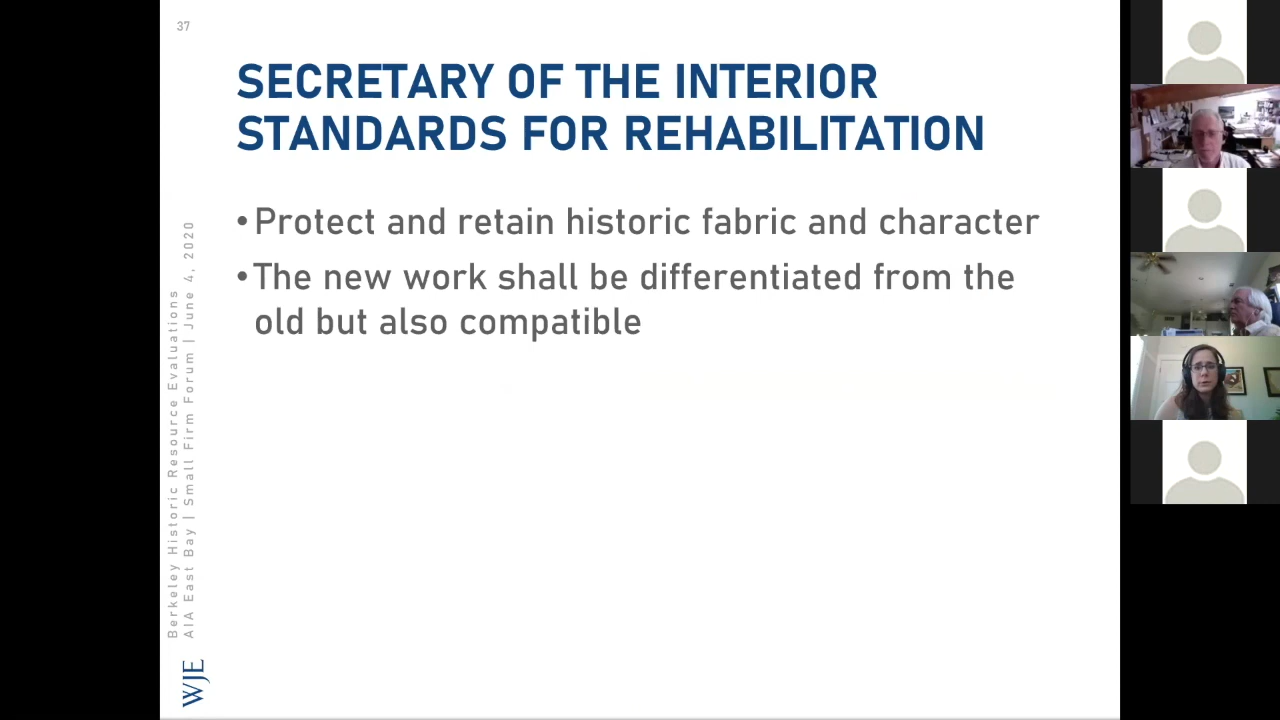 37
SECRETARY OF THE INTERIOR
STANDARDS FOR REHABILITATION
• Protect and retain historic fabric and character
• The new work shall be differentiated from the
old but also compatible
Berkeley Historic Resource Evaluations
AIA East Bay | Small Firm Forum | June 4, 2020
WJE